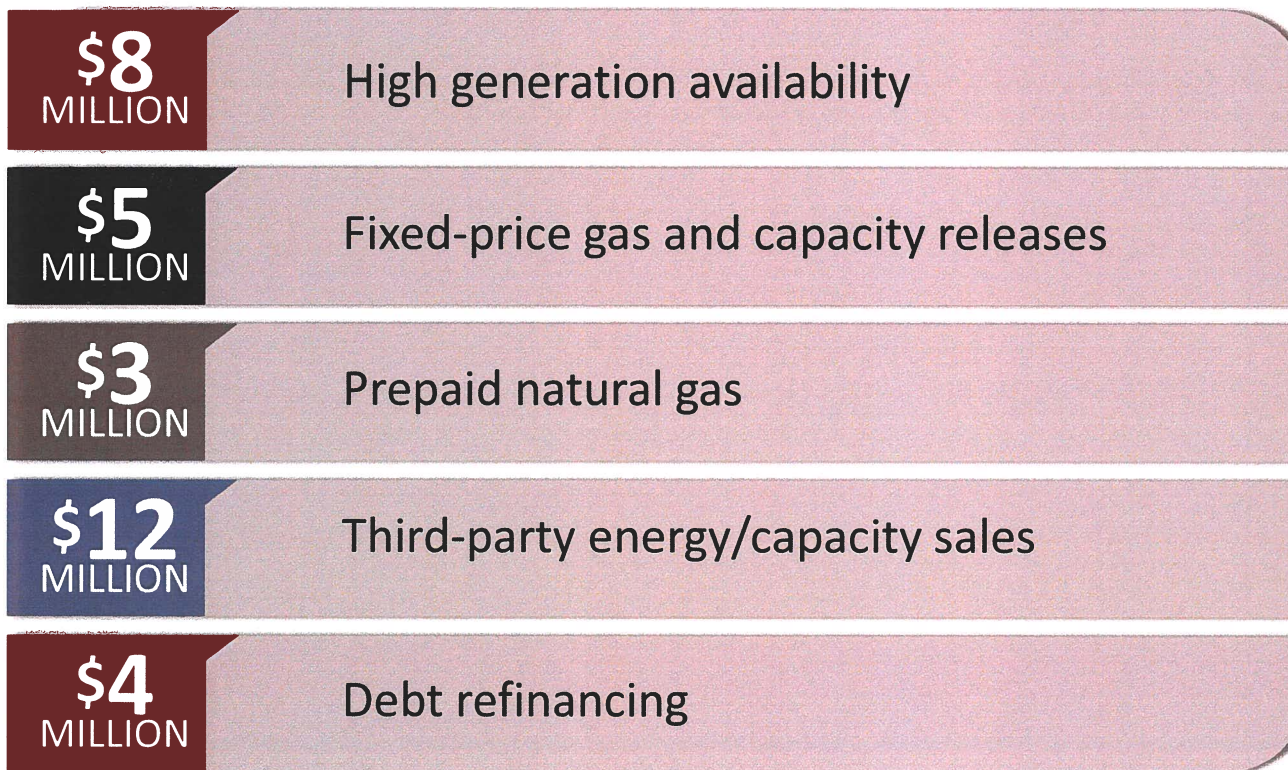 $8
MILLION
High generation availability
$5
MILLION
Fixed-price gas and capacity releases
$3
MILLION
Prepaid natural gas
$12
MILLION
Third-party energy/capacity sales
$4
MILLION
Debt refinancing